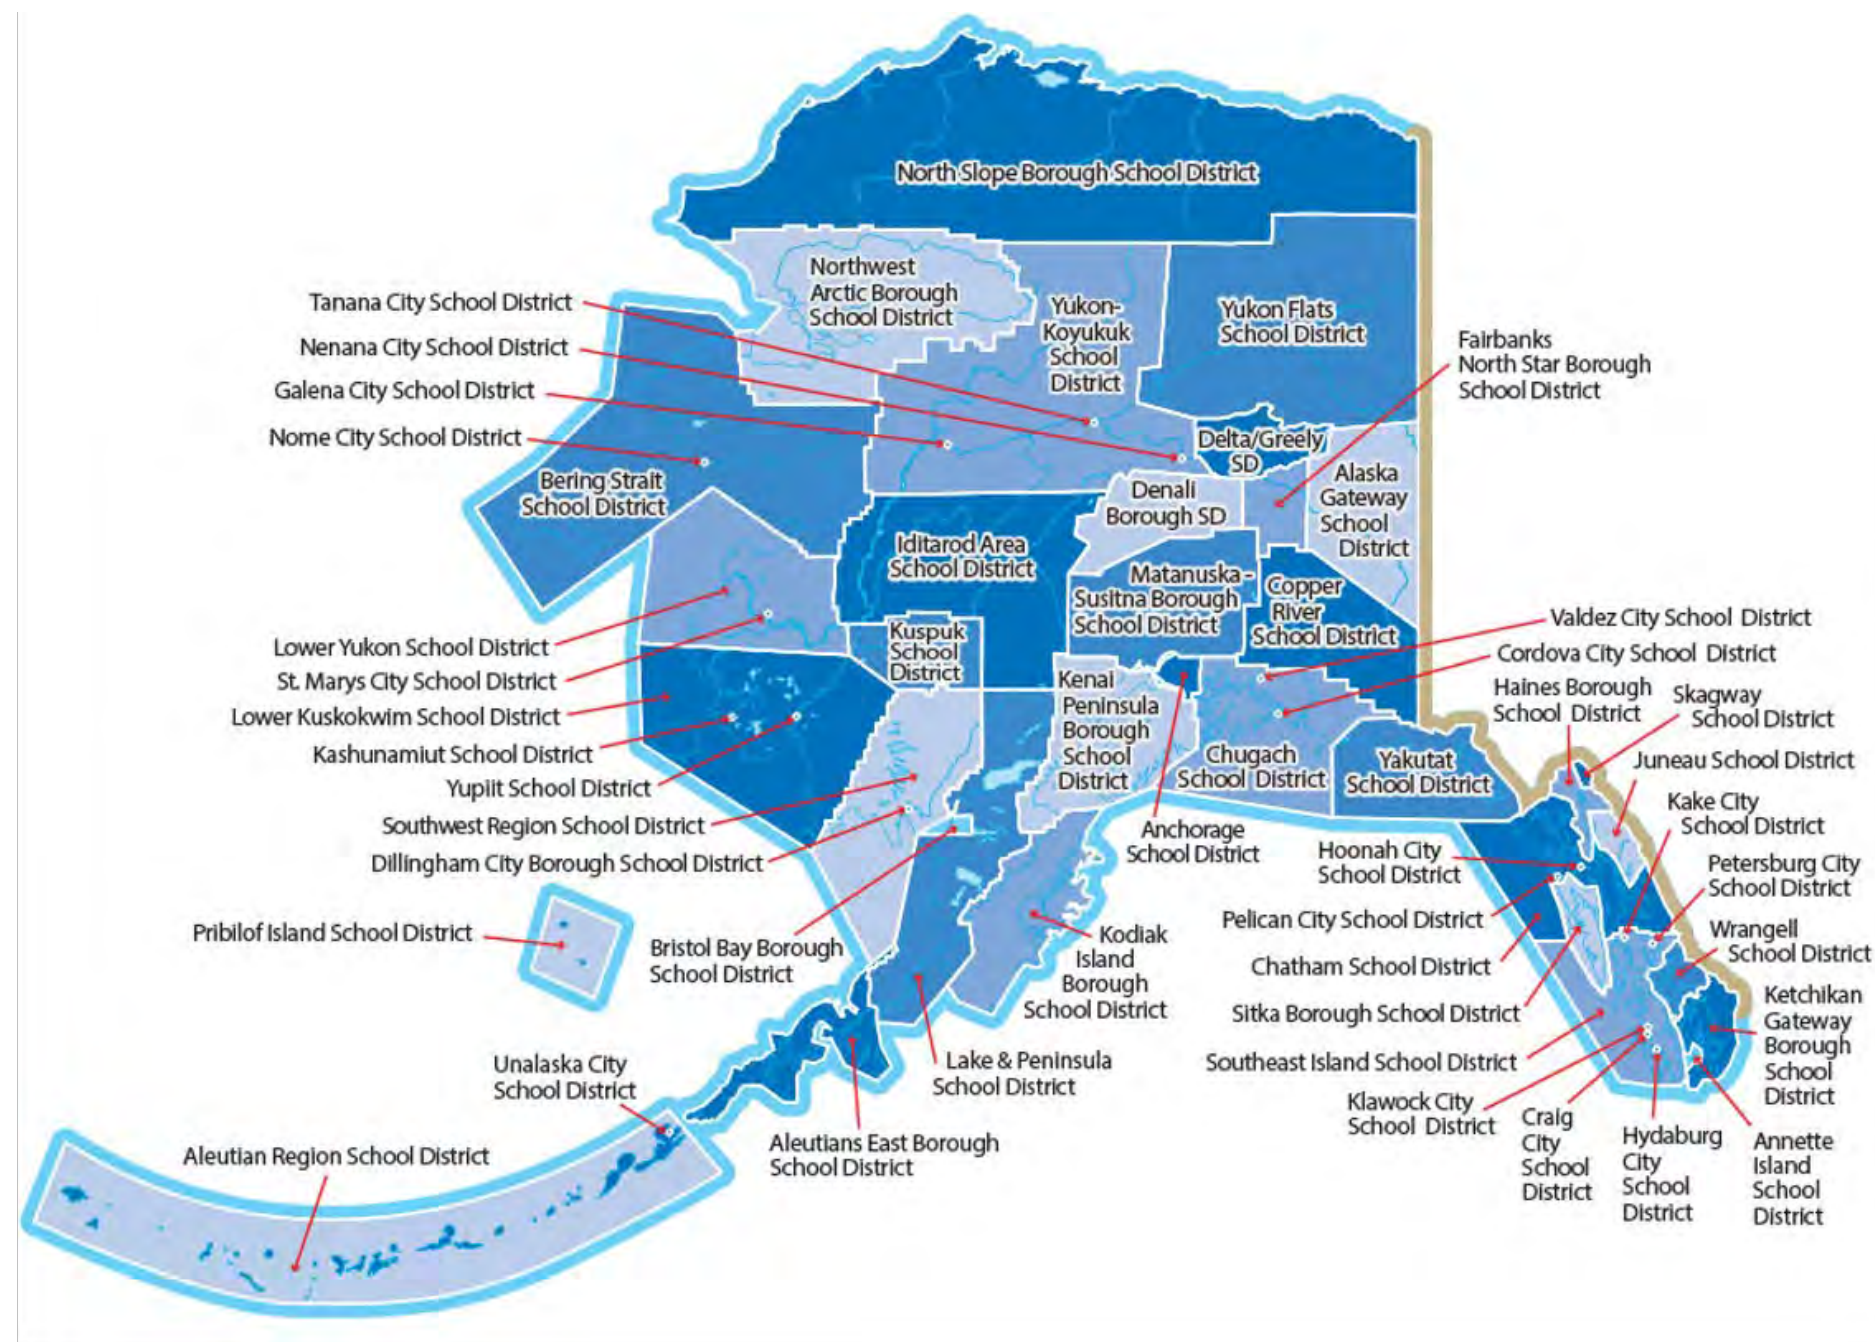 North Slope Borough School District
Northwest
Arctic Borough
School District
Yukon-
Koyukuk
School
District
Yukon Flats
School District
Tanana City School District
Nenana City School District
Galena City School District
Nome City School District
Fairbanks
North Star Borough
School District
Bering Strait
School District
Delta/Greely
SD
Denali
Borough SD
Alaska
Gateway
School
District
Iditarod Area
School District
Matanuska-
Susitna Borough
School District
Copper
River
School District
Kuspuk
School
District
Lower Yukon School District
St. Marys City School District
Lower Kuskokwim School District
Kashunamiut School District
Yupiit School District
Southwest Region School District
Dillingham City Borough School District
Kenai
Peninsula
Borough
School
District
Chugach
School District
Yakutat
School District
Valdez City School District
Cordova City School District
Haines Borough
School District
Skagway
School District
Juneau School District
Kake City
School District
Petersburg City
School District
Wrangell
School District
Ketchikan
Gateway
Borough
School
District
Anchorage
School District
Hoonah City
School District
Pelican City School District
Chatham School District
Sitka Borough School District
Southeast Island School District
Klawock City
School District
Craig
City
School
District
Hydaburg
City
School
District
Annette
Island
School
District
Pribilof Island School District
Bristol Bay Borough
School District
Kodiak
Island
Borough
School District
Lake & Peninsula
School District
Unalaska City
School District
Aleutians East Borough
School District
Aleutian Region School District